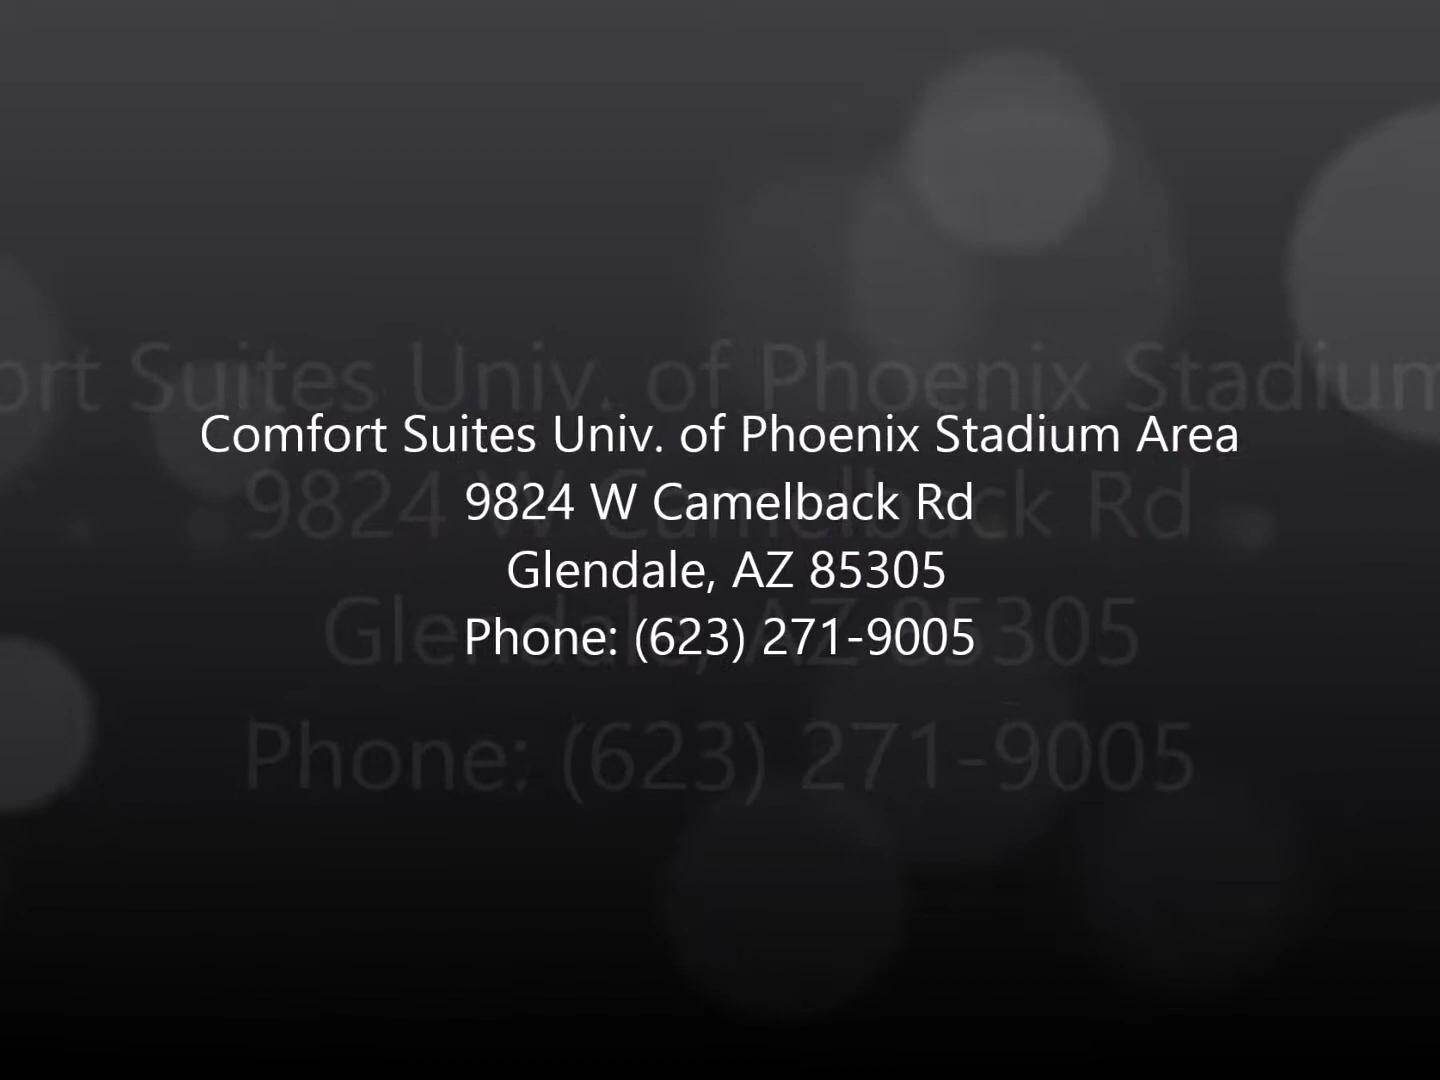 Comfort Suites Univ. of Phoenix Stadium Area
9824 W Camelback Rd
Glendale, AZ 85305
Phone: (623) 271-9005